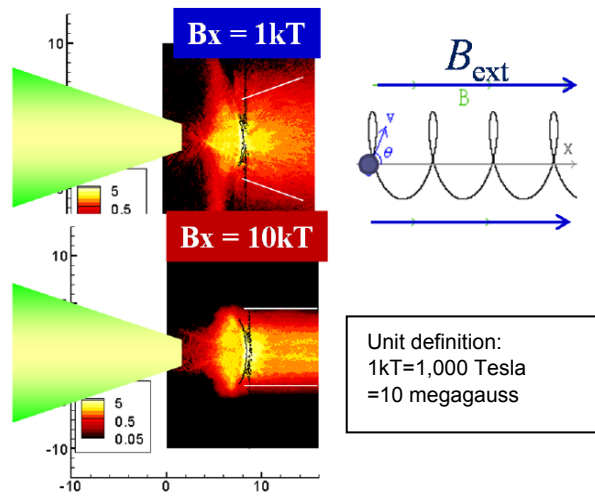 Bx = 1kT
10
5
0.5
B_ext
B
v
θ
X
Bx = 10kT
10
5
0.5
0.05
-10
-10
0
10
Unit definition:
1kT=1,000 Tesla
=10 megagauss